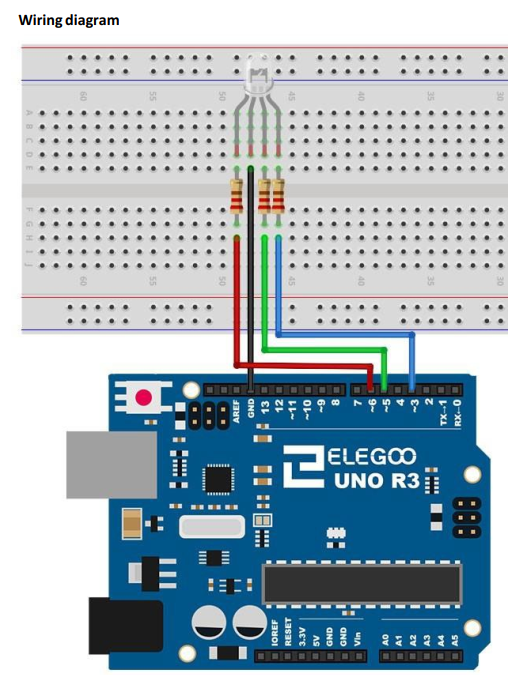 Wiring diagram
60 55 50 45 40 35 30
A
B
C
D
E
F
G
H
I
J
60 55 50 45 40 35 30
AREF
GND
13
12
~11
~10
~9
8
7
~6
~5
4
~3
2
TX→1
RX←0
ELEGOO
UNO R3
IOREF
RESET
3.3V
5V
GND
GND
Vin
A0
A1
A2
A3
A4
A5